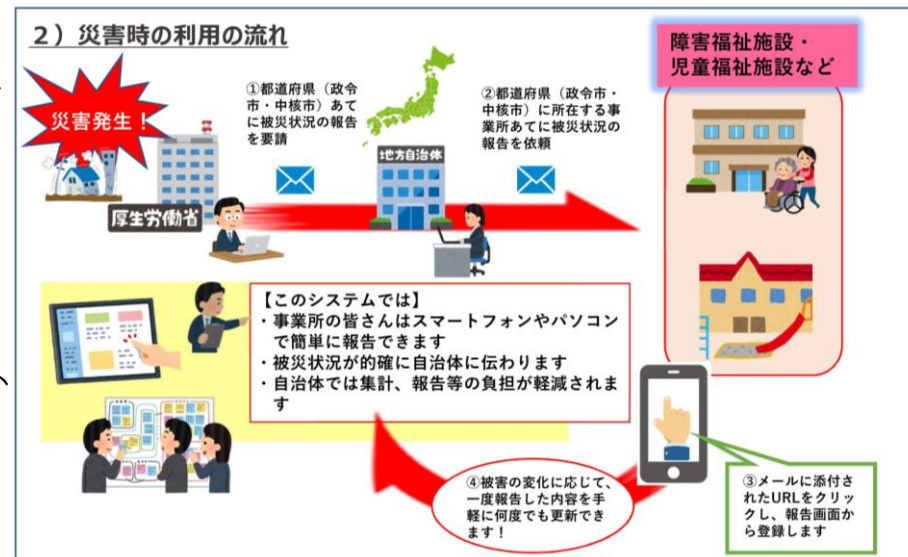 2）災害時の利用の流れ
災害発生！
厚生労働省
①都道府県（政令
市・中核市）あて
に被災状況の報告
を要請
地方自治体
②都道府県（政令市・
中核市）に所在する事
業所あてに被災状況の
報告を依頼
障害福祉施設・
児童福祉施設など
【このシステムでは】
・事業所の皆さんはスマートフォンやパソコン
で簡単に報告できます
・被災状況が的確に自治体に伝わります
・自治体では集計、報告等の負担が軽減されま
す
③メールに添付さ
れたURLをクリッ
クし、報告画面か
ら登録します
④被害の変化に応じて、
一度報告した内容を手
軽に何度でも更新でき
ます！